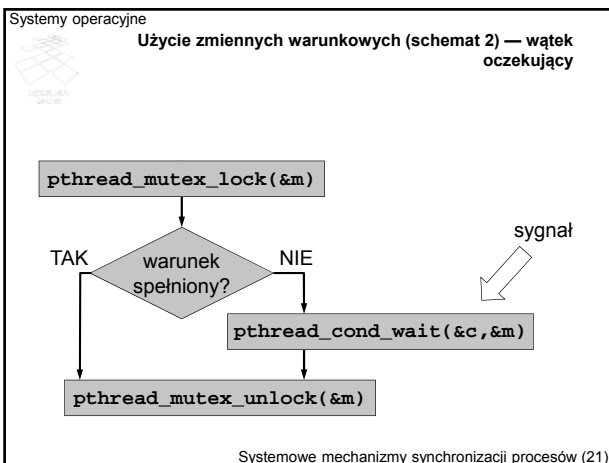 Systemy operacyjne
Użycie zmiennych warunkowych (schemat 2) — wątek
oczekujący
pthread_mutex_lock(&m)
sygnał
TAK
warunek
spełniony?
NIE
pthread_cond_wait(&c,&m)
pthread_mutex_unlock(&m)
Systemowe mechanizmy synchronizacji procesów (21)